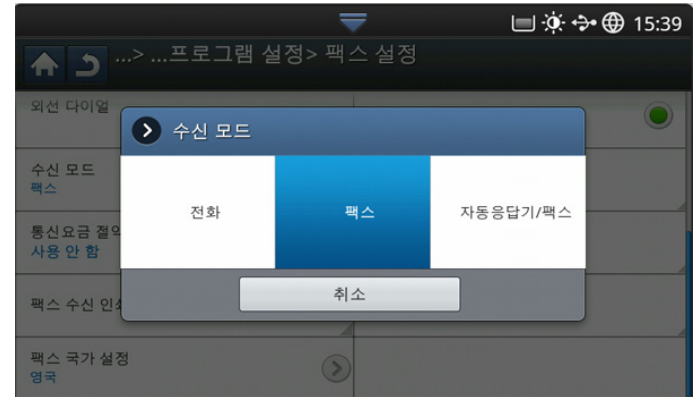 15:39
...> ...프로그램 설정> 팩스 설정
외선 다이얼
수신 모드
수신 모드
팩스
전화
팩스
자동응답기/팩스
통신요금 절약
사용 안 함
취소
팩스 수신 인쇄
팩스 국가 설정
영국